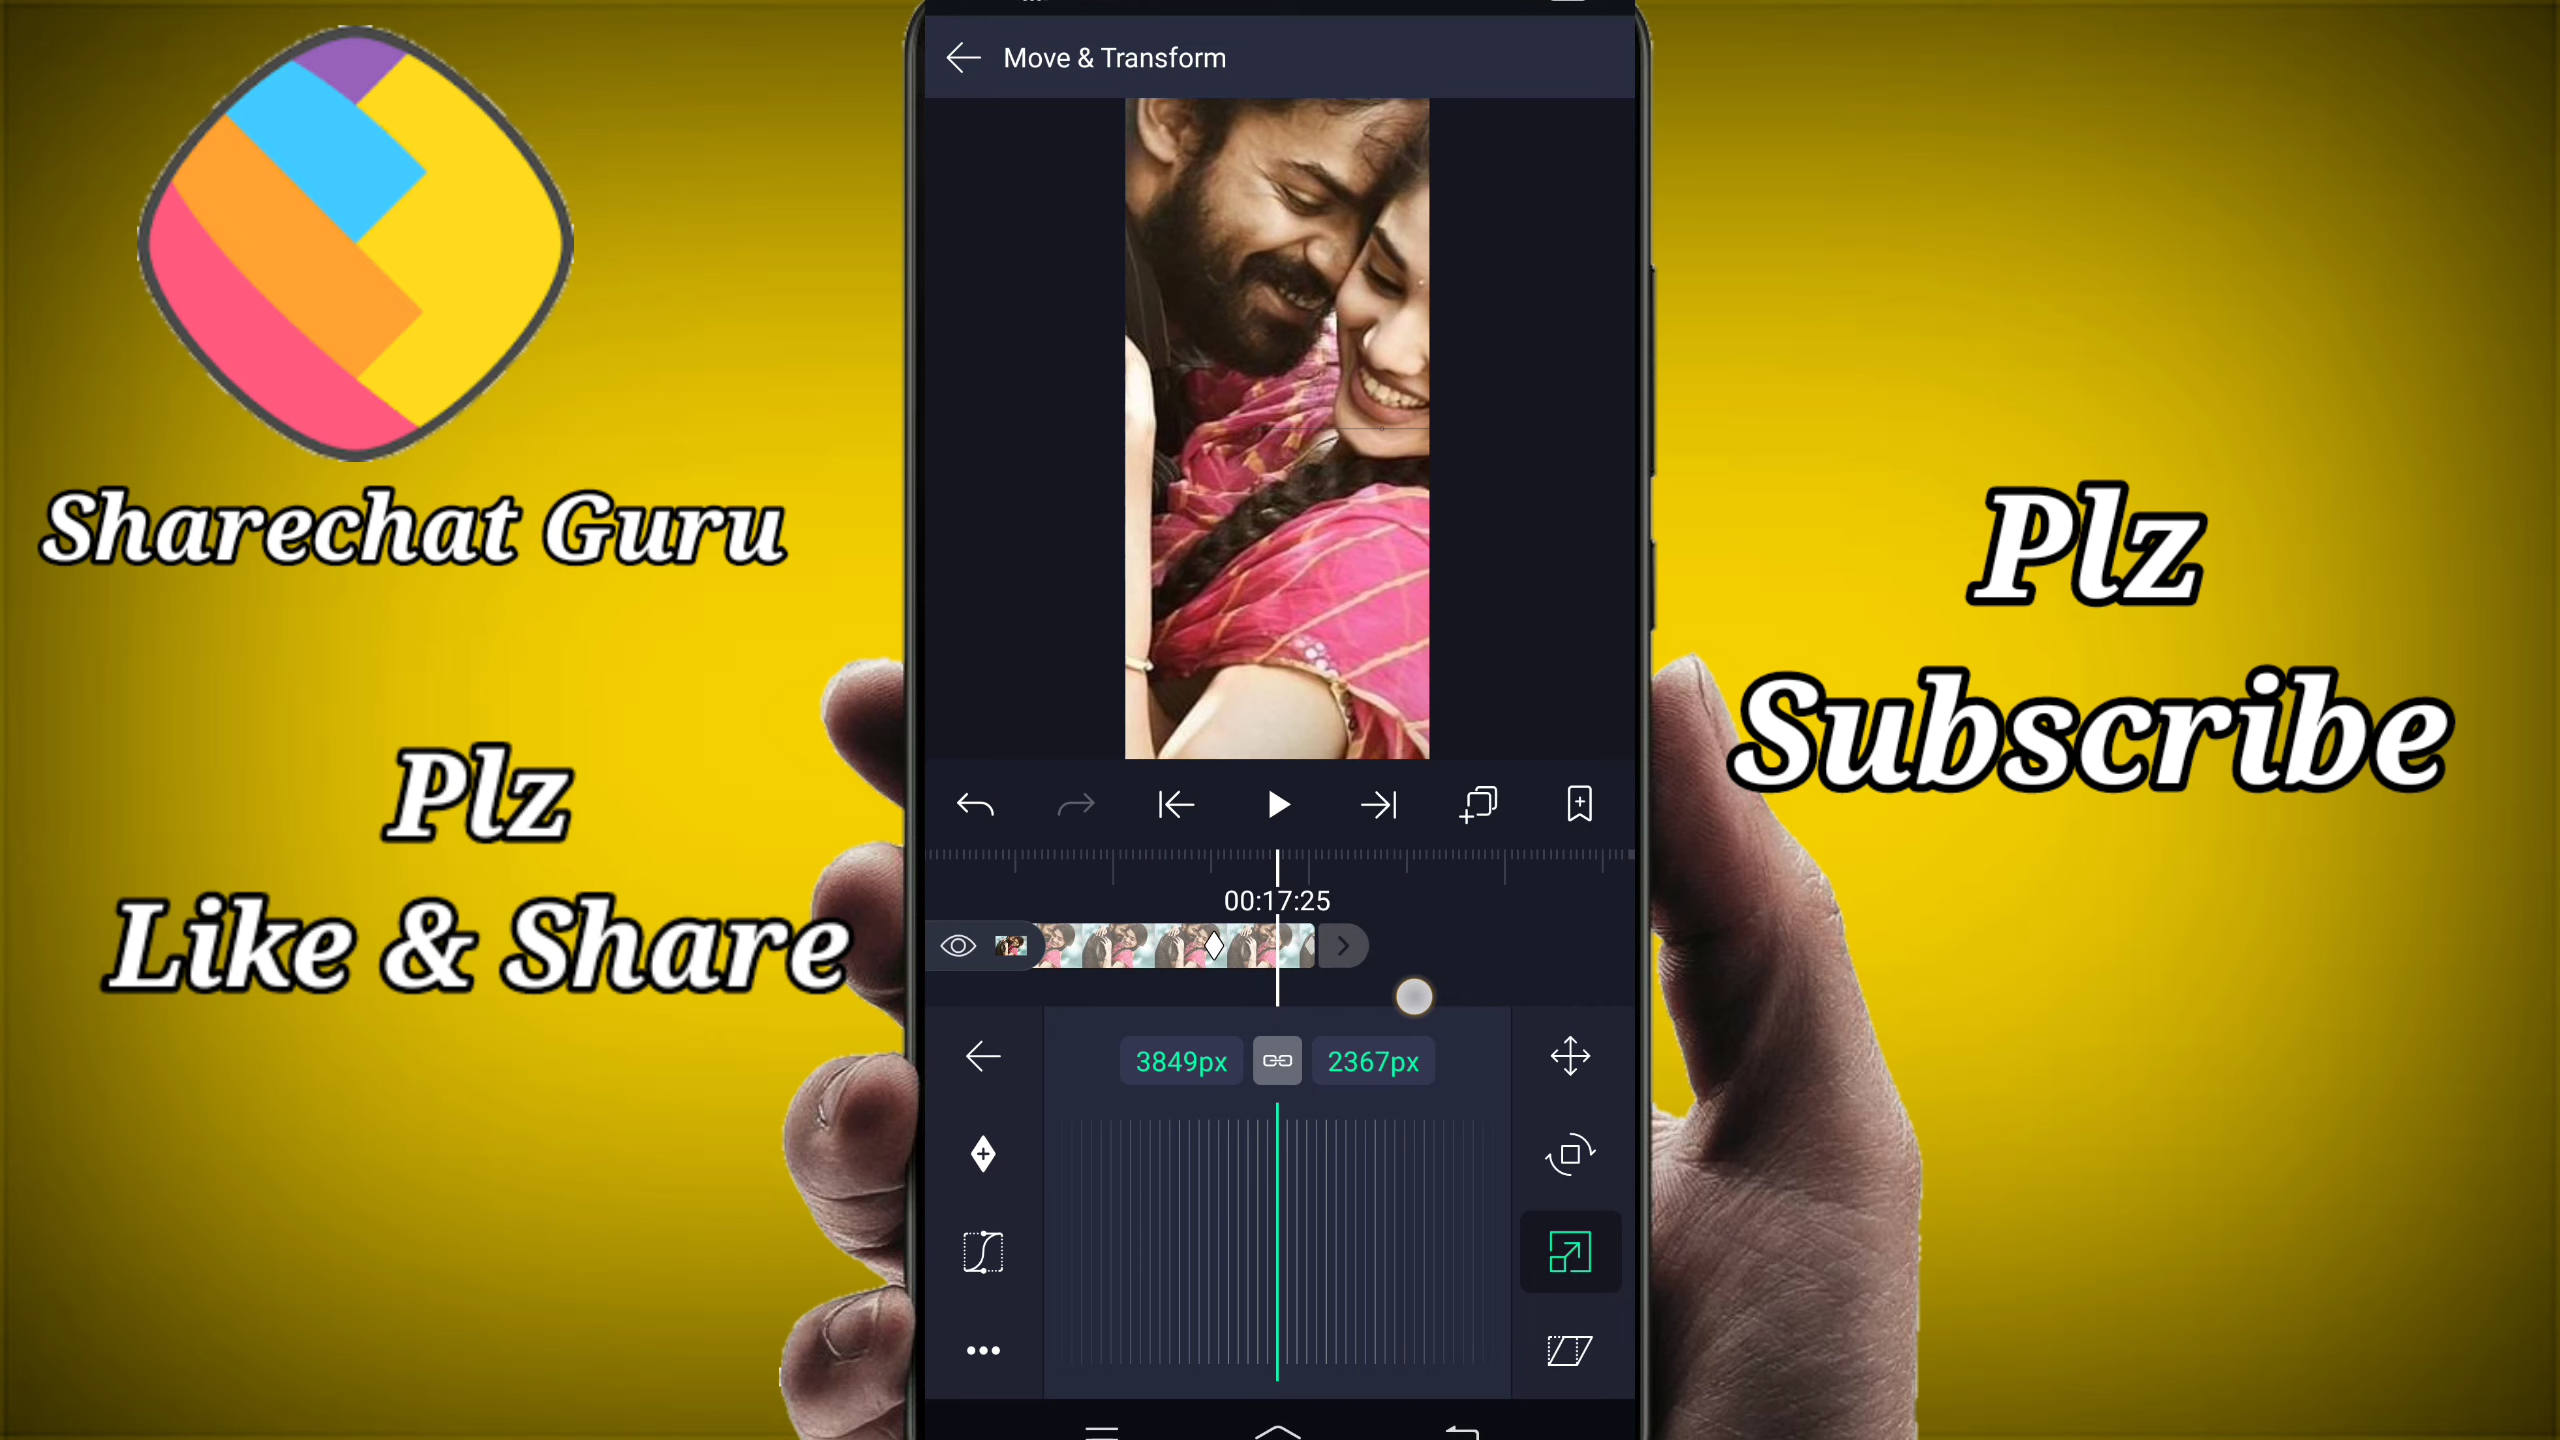 Move & Transform
Sharechat Guru
Plz
Like & Share
Plz
Subscribe
00:17:25
3849px
2367px